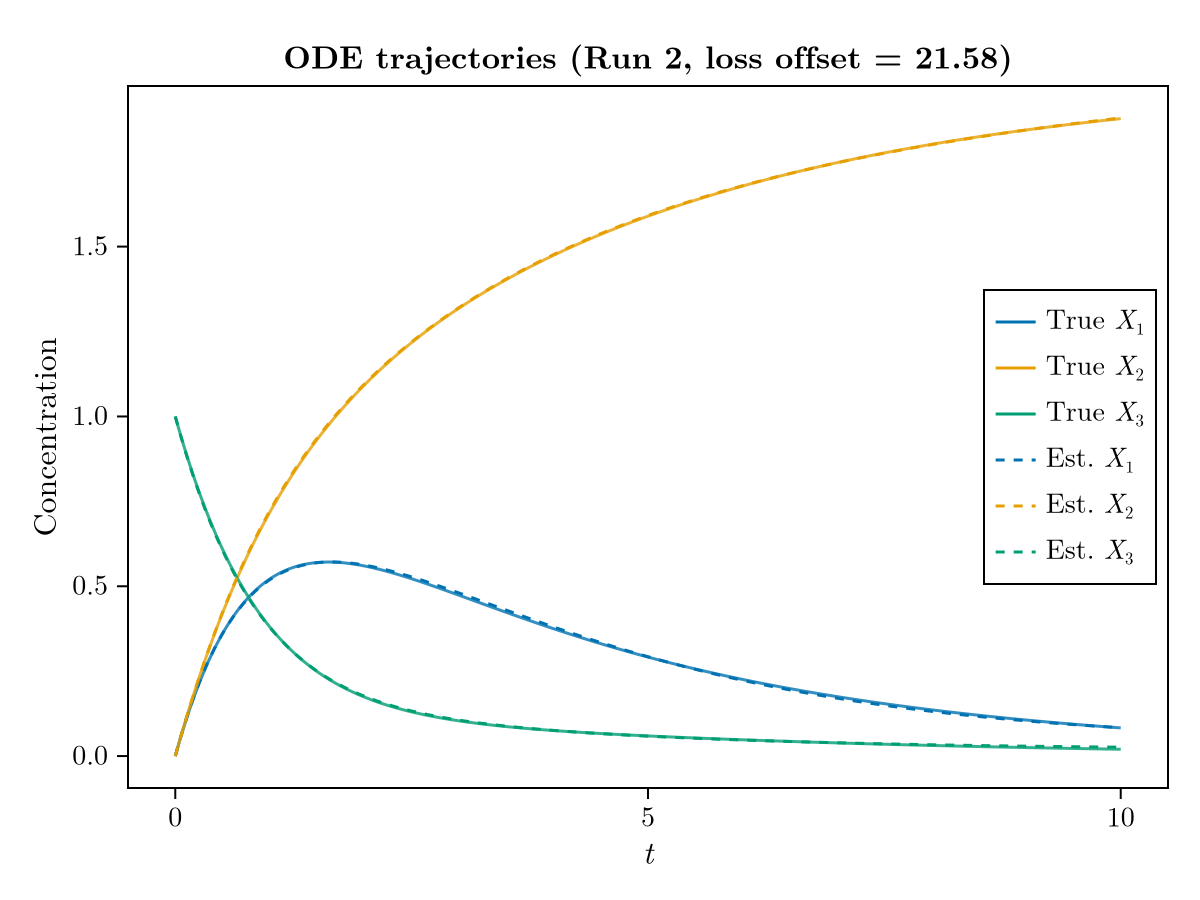 ODE trajectories (Run 2, loss offset = 21.58)
Concentration
1.5
1.0
0.5
0.0
0
5
10
t
True X₁
True X₂
True X₃
Est. X₁
Est. X₂
Est. X₃